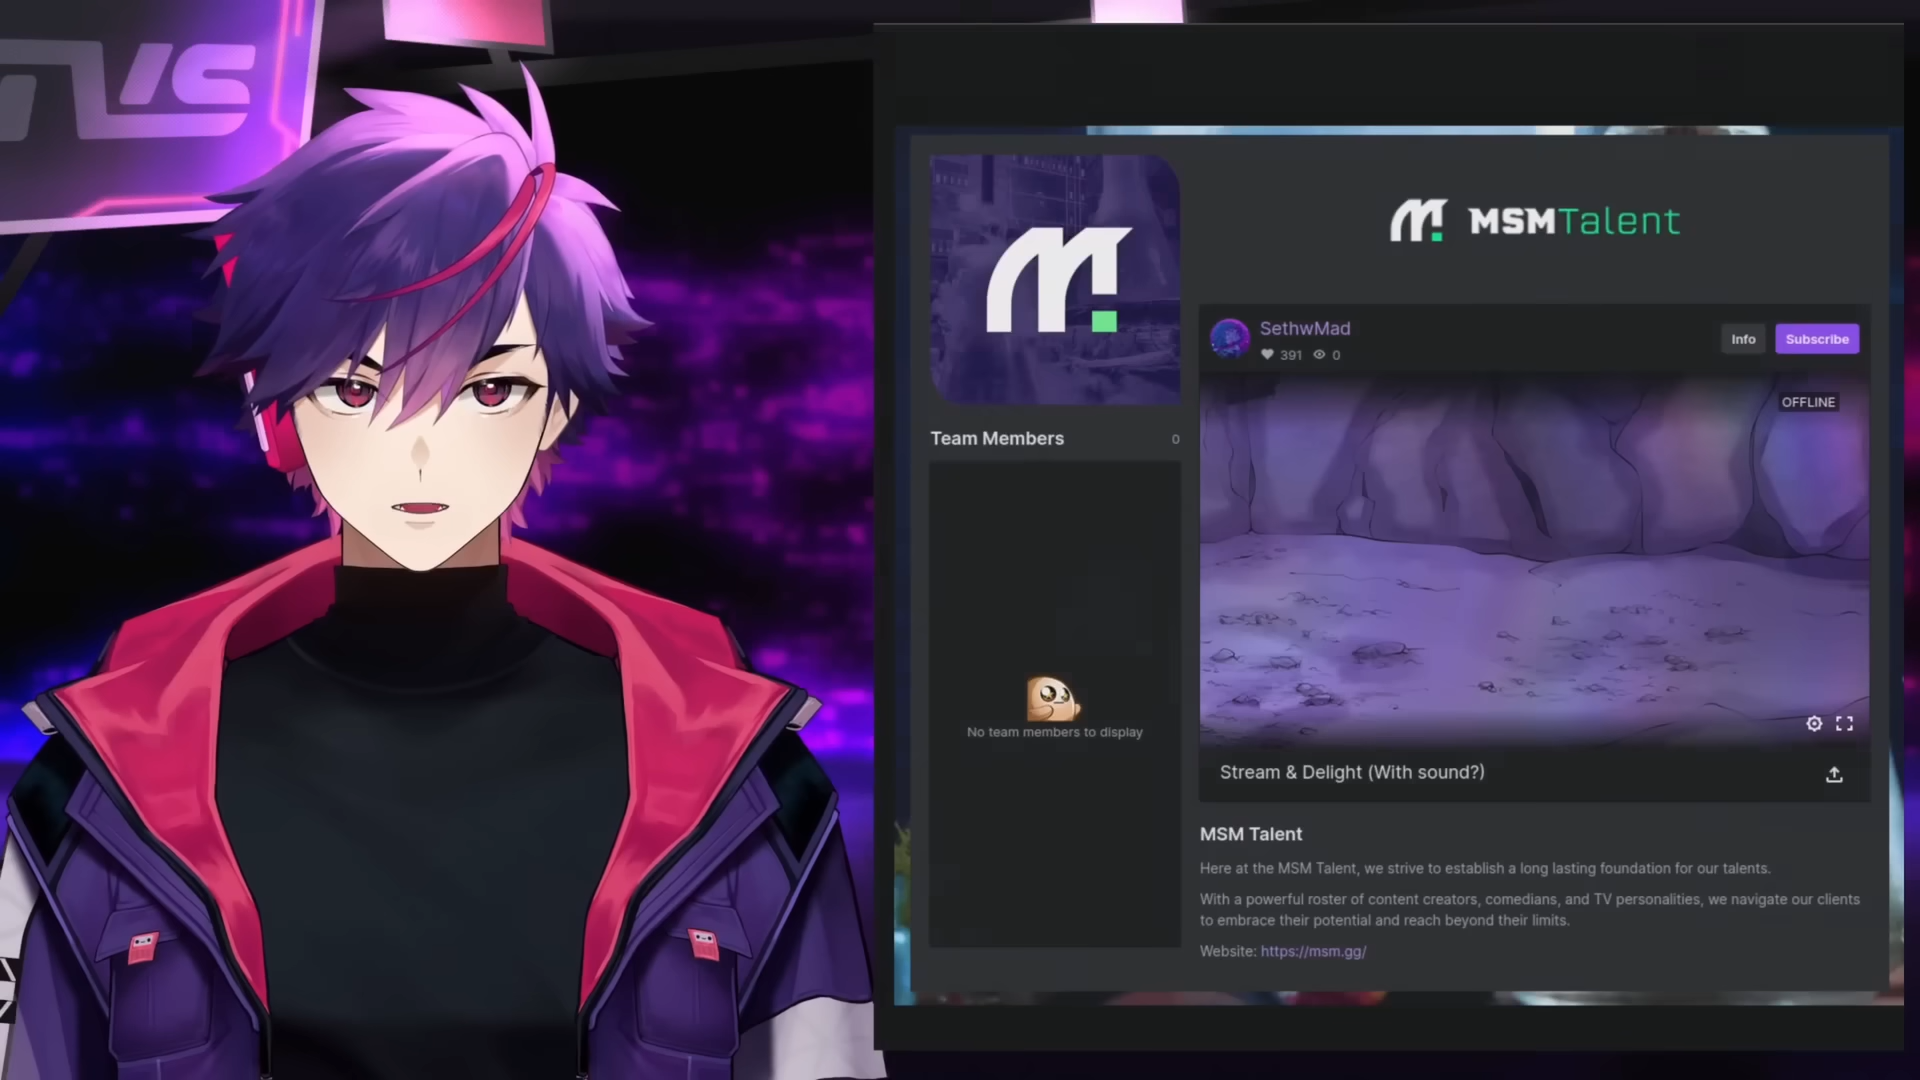 MSMTalent
SethwMad
391 0
Info
Subscribe
OFFLINE
Team Members 0
No team members to display
Stream & Delight (With sound?)
MSM Talent
Here at the MSM Talent, we strive to establish a long lasting foundation for our talents.
With a powerful roster of content creators, comedians, and TV personalities, we navigate our clients
to embrace their potential and reach beyond their limits.
Website: https://msm.gg/